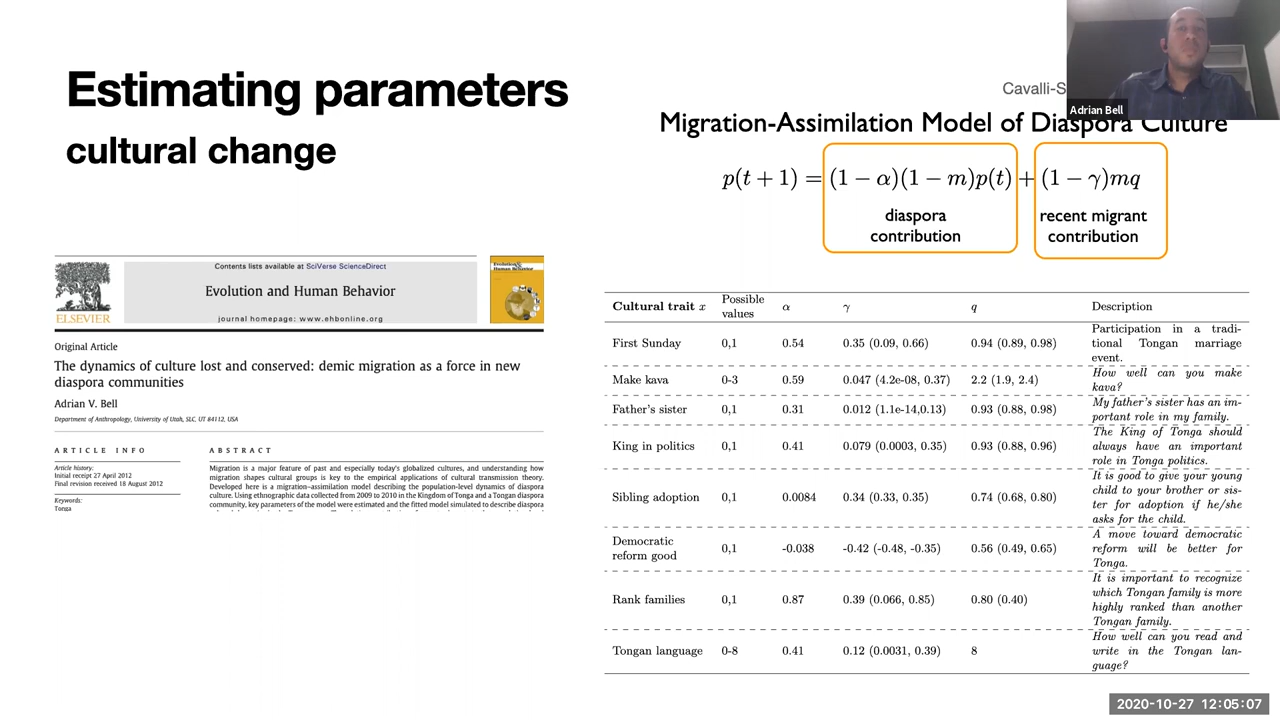 Estimating parameters
cultural change
Contents lists available at SciVerse ScienceDirect
Evolution and Human Behavior
journal homepage: www.ehbonline.org
Evolution &
Human Behavior
ELSEVIER
Original Article
The dynamics of culture lost and conserved: demic migration as a force in new
diaspora communities
Adrian V. Bell
Department of Anthropology, University of Utah, SLC, UT 84112, USA
ARTICLE INFO
Article history:
Initial receipt 27 April 2012
Final revision received 18 August 2012
Keywords:
Tonga
ABSTRACT
Migration is a major feature of past and especially today's globalized cultures, and understanding how
migration shapes cultural groups is key to the empirical applications of cultural transmission theory.
Developed here is a migration–assimilation model describing the population-level dynamics of diaspora
culture. Using ethnographic data collected from 2009 to 2010 in the Kingdom of Tonga and a Tongan diaspora
community, key parameters of the model were estimated and the fitted model simulated to describe diaspora
Cavalli-S
Adrian Bell
Migration-Assimilation Model of Diaspora Culture
p(t + 1) = (1 − α)(1 − m)p(t) + (1 − γ)mq
diaspora
contribution
recent migrant
contribution
Cultural trait x Possible values α γ q Description
First Sunday 0,1 0.54 0.35 (0.09, 0.66) 0.94 (0.89, 0.98) Participation in a tradi-
tional Tongan marriage
event.
Make kava 0-3 0.59 0.047 (4.2e-08, 0.37) 2.2 (1.9, 2.4) How well can you make
kava?
Father's sister 0,1 0.31 0.012 (1.1e-14,0.13) 0.93 (0.88, 0.98) My father's sister has an im-
portant role in my family.
King in politics 0,1 0.41 0.079 (0.0003, 0.35) 0.93 (0.88, 0.96) The King of Tonga should
always have an important
role in Tonga politics.
Sibling adoption 0,1 0.0084 0.34 (0.33, 0.35) 0.74 (0.68, 0.80) It is good to give your young
child to your brother or sis-
ter for adoption if he/she
asks for the child.
Democratic reform good 0,1 -0.038 -0.42 (-0.48, -0.35) 0.56 (0.49, 0.65) A move toward democratic
reform will be better for
Tonga.
Rank families 0,1 0.87 0.39 (0.066, 0.85) 0.80 (0.40) It is important to recognize
which Tongan family is more
highly ranked than another
Tongan family.
Tongan language 0-8 0.41 0.12 (0.0031, 0.39) 8 How well can you read and
write in the Tongan lan-
guage?
2020-10-27 12:05:07